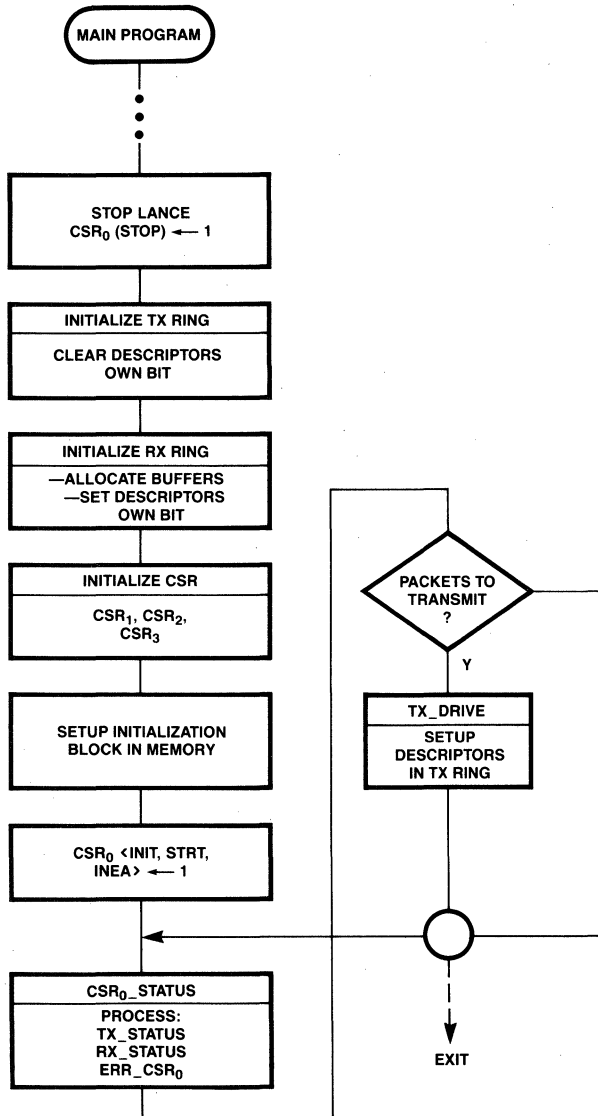 MAIN PROGRAM
STOP LANCE
CSR₀ (STOP) ← 1
INITIALIZE TX RING
CLEAR DESCRIPTORS
OWN BIT
INITIALIZE RX RING
—ALLOCATE BUFFERS
—SET DESCRIPTORS
OWN BIT
INITIALIZE CSR
CSR₁, CSR₂,
CSR₃
SETUP INITIALIZATION
BLOCK IN MEMORY
CSR₀ <INIT, STRT,
INEA> ← 1
CSR₀_STATUS
PROCESS:
TX_STATUS
RX_STATUS
ERR_CSR₀
PACKETS TO
TRANSMIT
?
Y
TX_DRIVE
SETUP
DESCRIPTORS
IN TX RING
EXIT